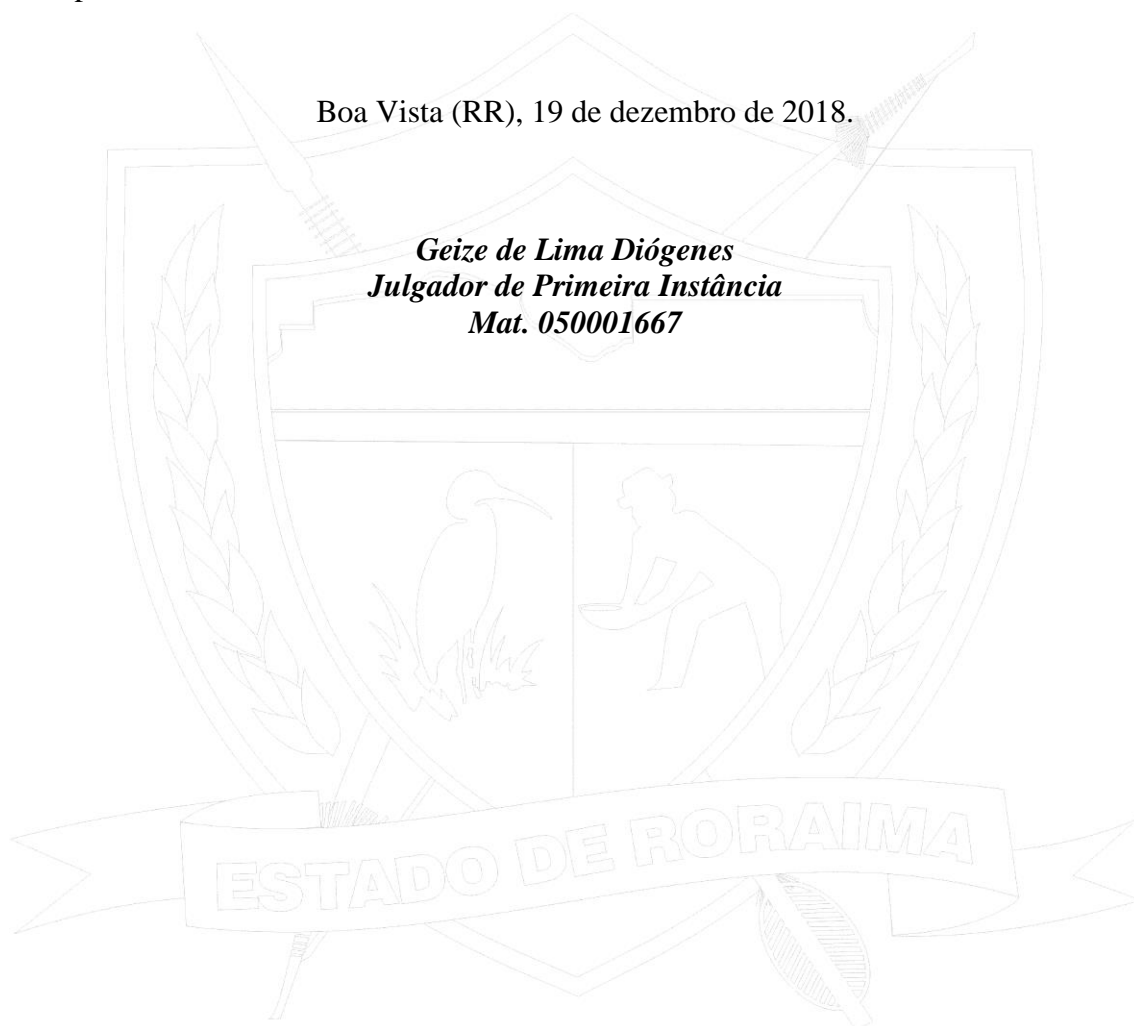 Boa Vista (RR), 19 de dezembro de 2018.
Geize de Lima Diógenes
Julgador de Primeira Instância
Mat. 050001667
ESTADO DE RORAIMA